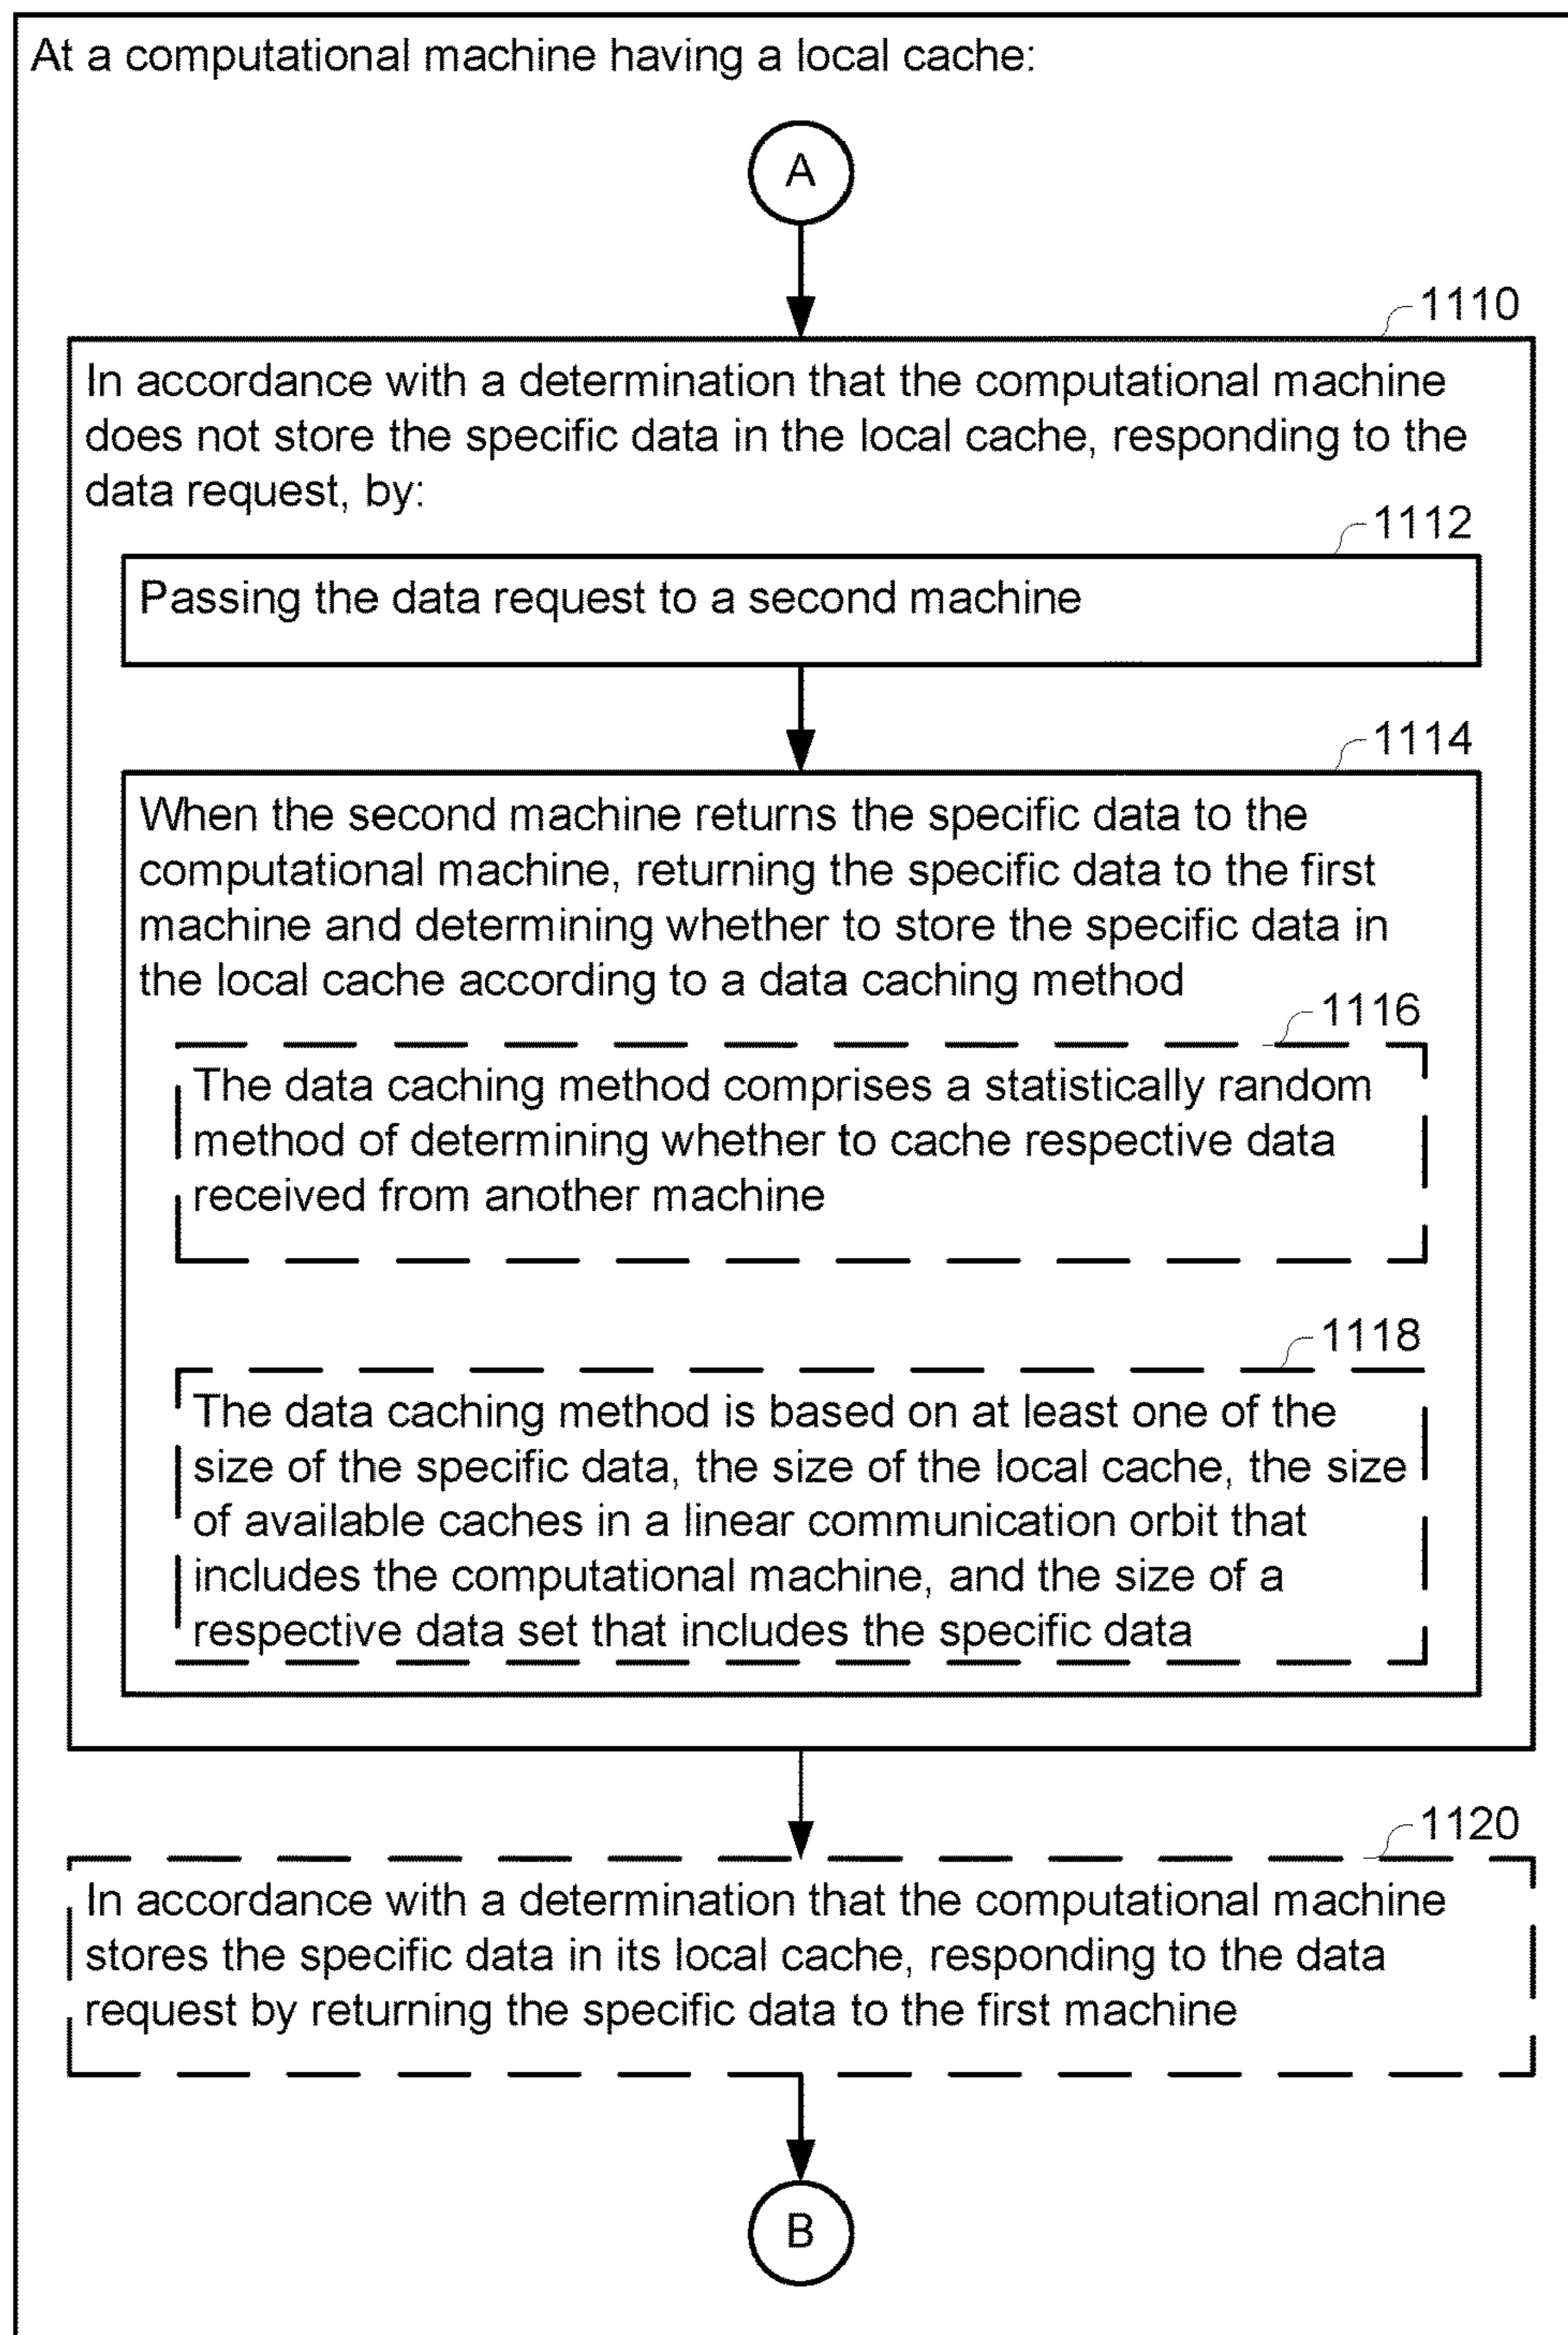 At a computational machine having a local cache:
A
1110
In accordance with a determination that the computational machine
does not store the specific data in the local cache, responding to the
data request, by:
1112
Passing the data request to a second machine
1114
When the second machine returns the specific data to the
computational machine, returning the specific data to the first
machine and determining whether to store the specific data in
the local cache according to a data caching method
1116
The data caching method comprises a statistically random
method of determining whether to cache respective data
received from another machine
1118
The data caching method is based on at least one of the
size of the specific data, the size of the local cache, the size
of available caches in a linear communication orbit that
includes the computational machine, and the size of a
respective data set that includes the specific data
1120
In accordance with a determination that the computational machine
stores the specific data in its local cache, responding to the data
request by returning the specific data to the first machine
B